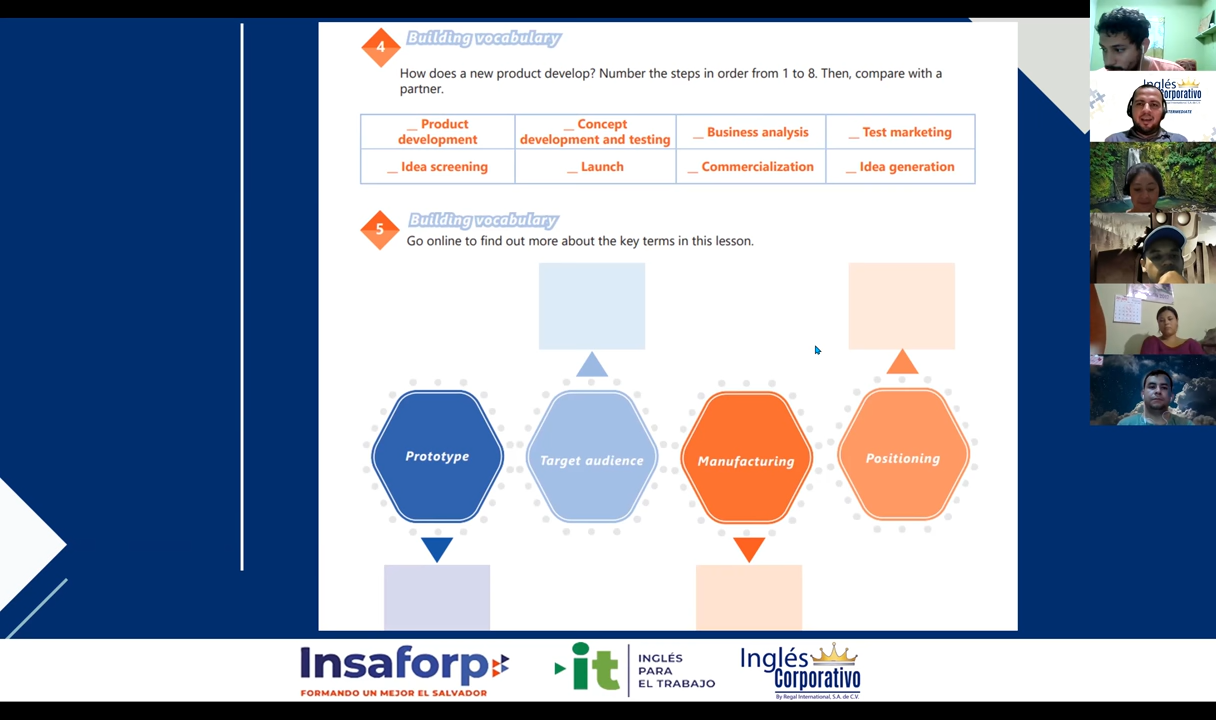 4
Building vocabulary
How does a new product develop? Number the steps in order from 1 to 8. Then, compare with a
partner.
__ Product
development
__ Concept
development and testing
__ Business analysis
__ Test marketing
__ Idea screening
__ Launch
__ Commercialization
__ Idea generation
5
Building vocabulary
Go online to find out more about the key terms in this lesson.
Prototype
Target audience
Manufacturing
Positioning
Insaforp
FORMANDO UN MEJOR EL SALVADOR
it
INGLÉS
PARA
EL TRABAJO
Inglés
Corporativo
By Regal International, S.A. de C.V.
Inglés
Corporativo